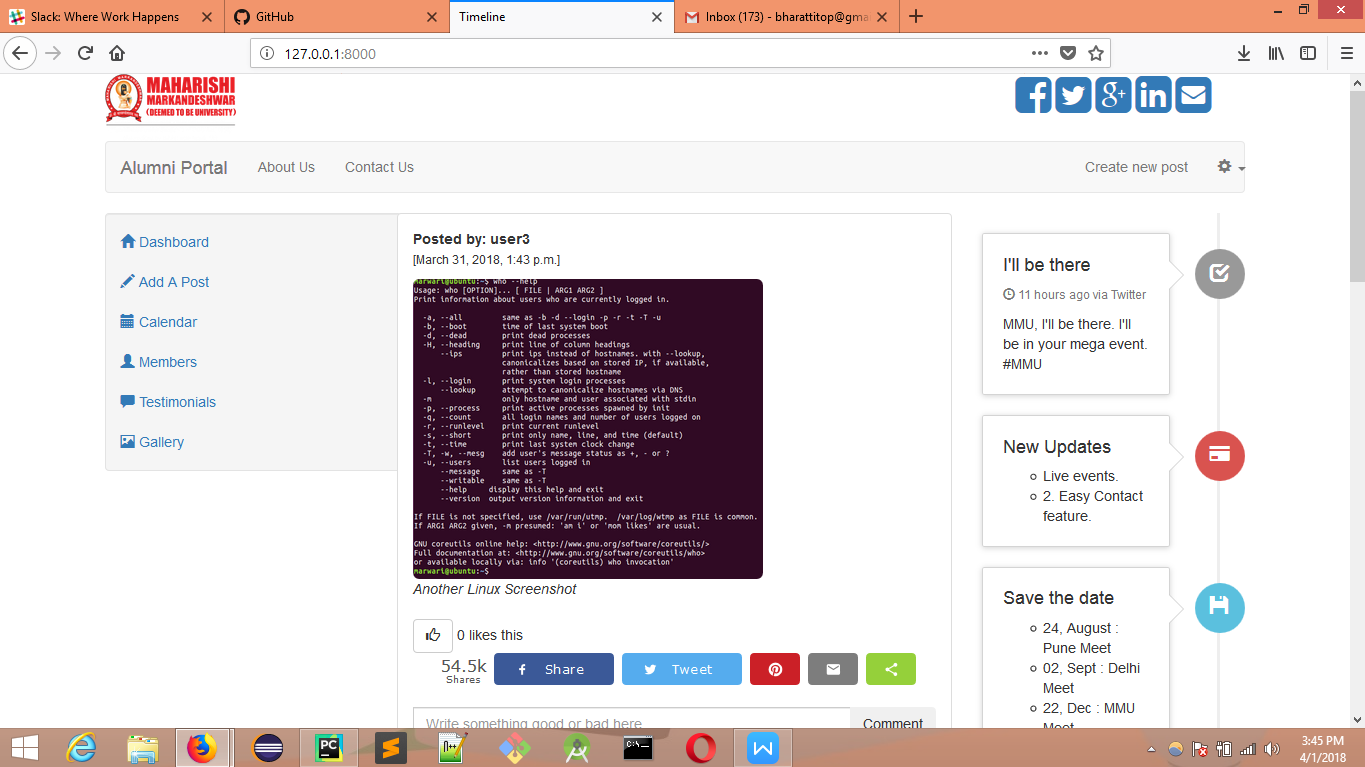 Slack: Where Work Happens
GitHub
Timeline
Inbox (173) - bharattitop@gma
127.0.0.1:8000
MAHARISHI
MARKANDESHWAR
(DEEMED TO BE UNIVERSITY)
Alumni Portal
About Us
Contact Us
Create new post
Dashboard
Add A Post
Calendar
Members
Testimonials
Gallery
Posted by: user3
[March 31, 2018, 1:43 p.m.]
marwari@ubuntu:~$ who --help
Usage: who [OPTION]... [ FILE | ARG1 ARG2 ]
Print information about users who are currently logged in.
-a, --all same as -b -d --login -p -r -t -T -u
-b, --boot time of last system boot
-d, --dead print dead processes
-H, --heading print line of column headings
--ips print ips instead of hostnames. with --lookup,
canonicalizes based on stored IP, if available,
rather than stored hostname
-l, --login print system login processes
--lookup attempt to canonicalize hostnames via DNS
-m only hostname and user associated with stdin
-p, --process print active processes spawned by init
-q, --count all login names and number of users logged on
-r, --runlevel print current runlevel
-s, --short print only name, line, and time (default)
-t, --time print last system clock change
-T, -w, --mesg add user's message status as +, - or ?
-u, --users list users logged in
--message same as -T
--writable same as -T
--help display this help and exit
--version output version information and exit
If FILE is not specified, use /var/run/utmp. /var/log/wtmp as FILE is common.
If ARG1 ARG2 given, -m presumed: 'am i' or 'mom likes' are usual.
GNU coreutils online help: <http://www.gnu.org/software/coreutils/>
Full documentation at: <http://www.gnu.org/software/coreutils/who>
or available locally via: info '(coreutils) who invocation'
marwari@ubuntu:~$
Another Linux Screenshot
0 likes this
54.5k
Shares
Share
Tweet
Write something good or bad here
Comment
I'll be there
11 hours ago via Twitter
MMU, I'll be there. I'll
be in your mega event.
#MMU
New Updates
Live events.
2. Easy Contact
feature.
Save the date
24, August :
Pune Meet
02, Sept : Delhi
Meet
22, Dec : MMU
Meet
3:45 PM
4/1/2018